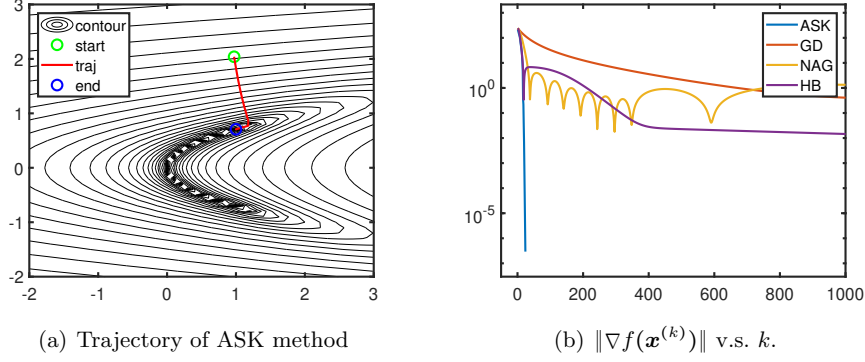 3
2
1
0
-1
-2
-2
-1
0
1
2
3
contour
start
traj
end
10^0
10^-5
0
200
400
600
800
1000
ASK
GD
NAG
HB
(a) Trajectory of ASK method
(b) ‖∇f(x^(k))‖ v.s. k.